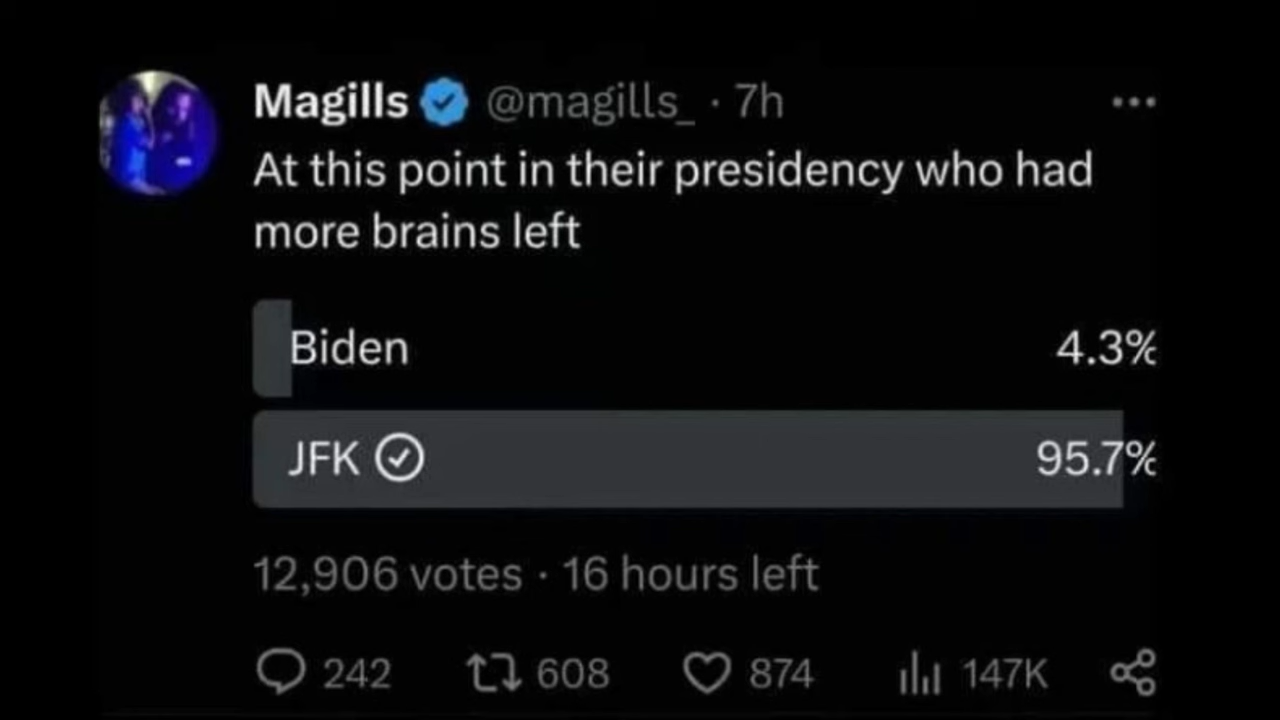 Magills @magills_ · 7h
At this point in their presidency who had
more brains left
Biden 4.3%
JFK 95.7%
12,906 votes · 16 hours left
242 608 874 147K